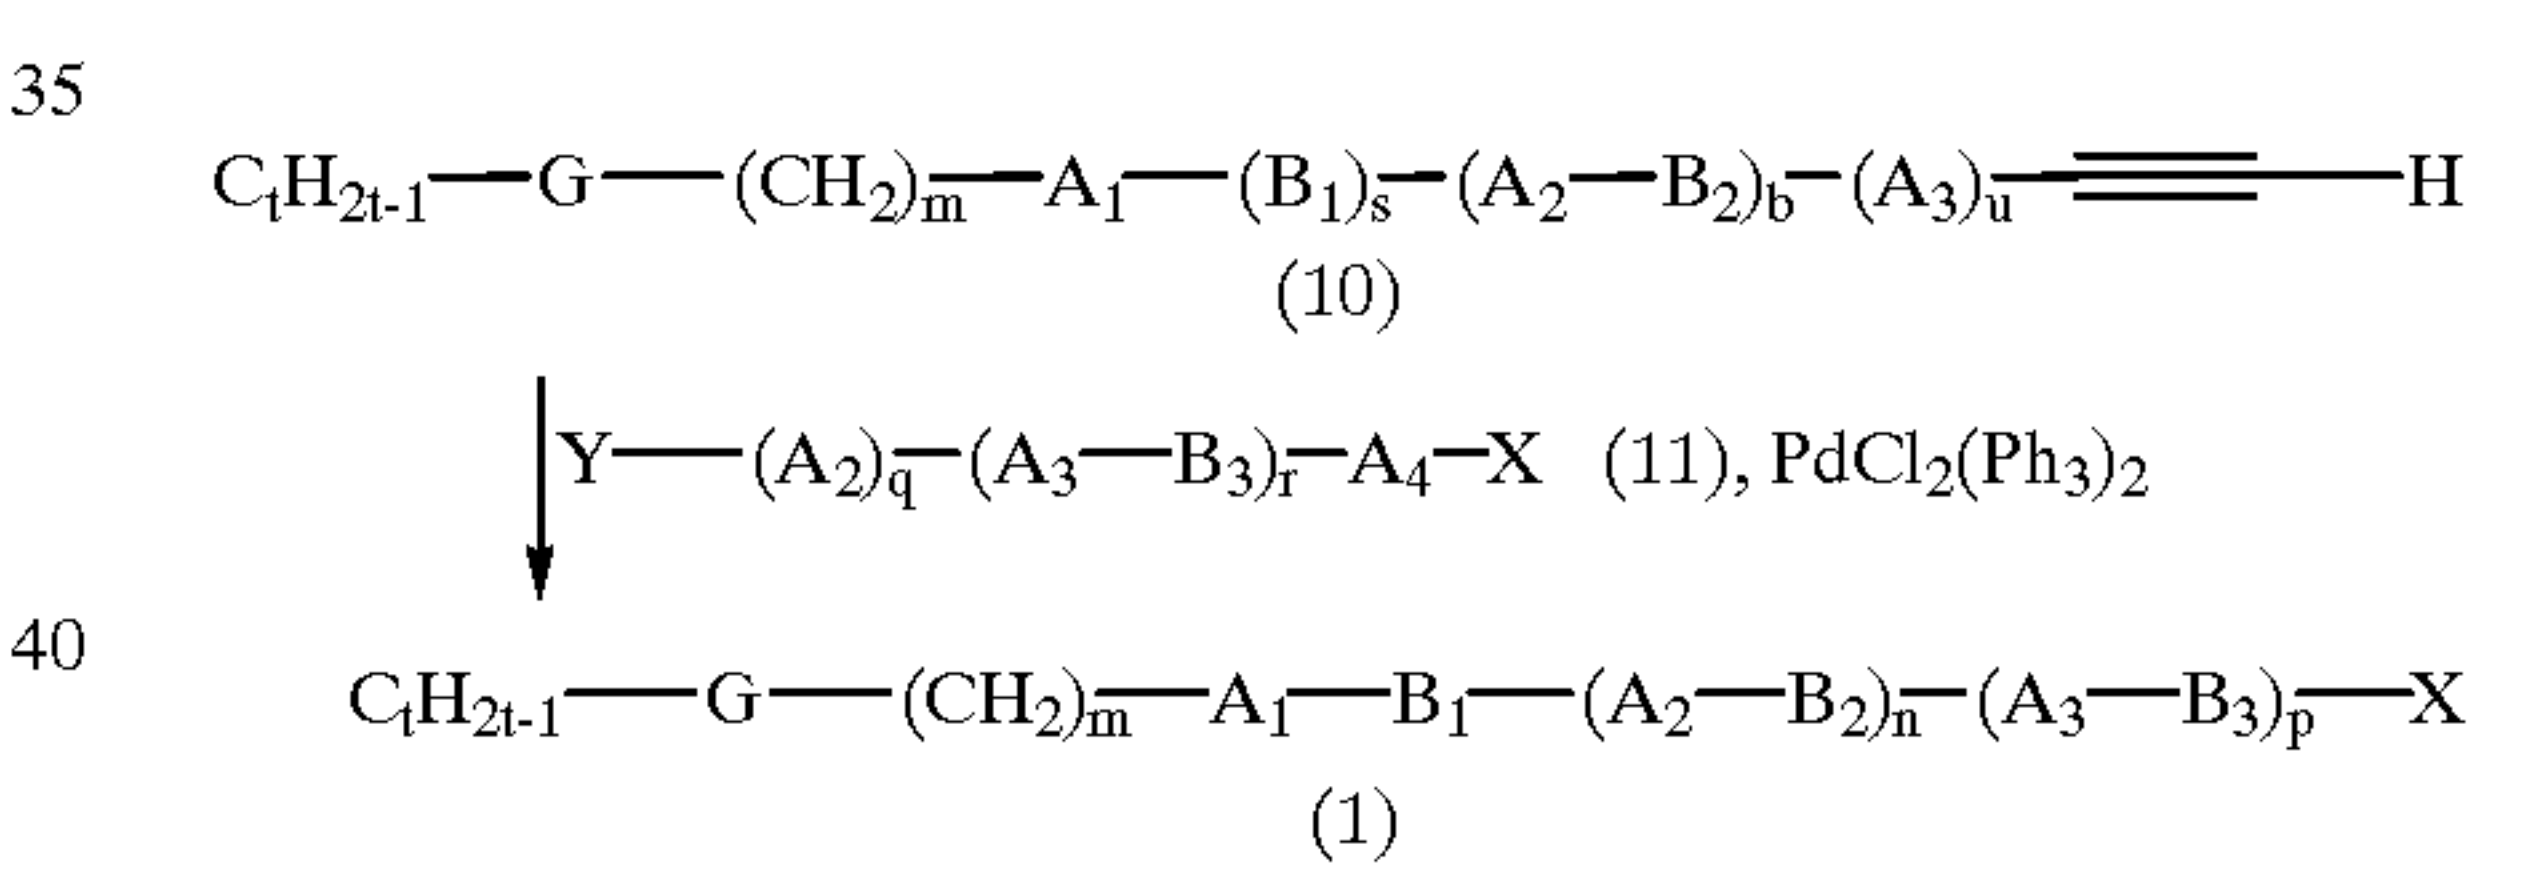 35
CₜH₂ₜ₋₁—G—(CH₂)ₘ—A₁—(B₁)ₛ—(A₂—B₂)b—(A₃)ᵤ—≡—H
(10)
Y—(A₂)q—(A₃—B₃)ᵣ—A₄—X (11), PdCl₂(Ph₃)₂
40
CₜH₂ₜ₋₁—G—(CH₂)ₘ—A₁—B₁—(A₂—B₂)ₙ—(A₃—B₃)ₚ—X
(1)